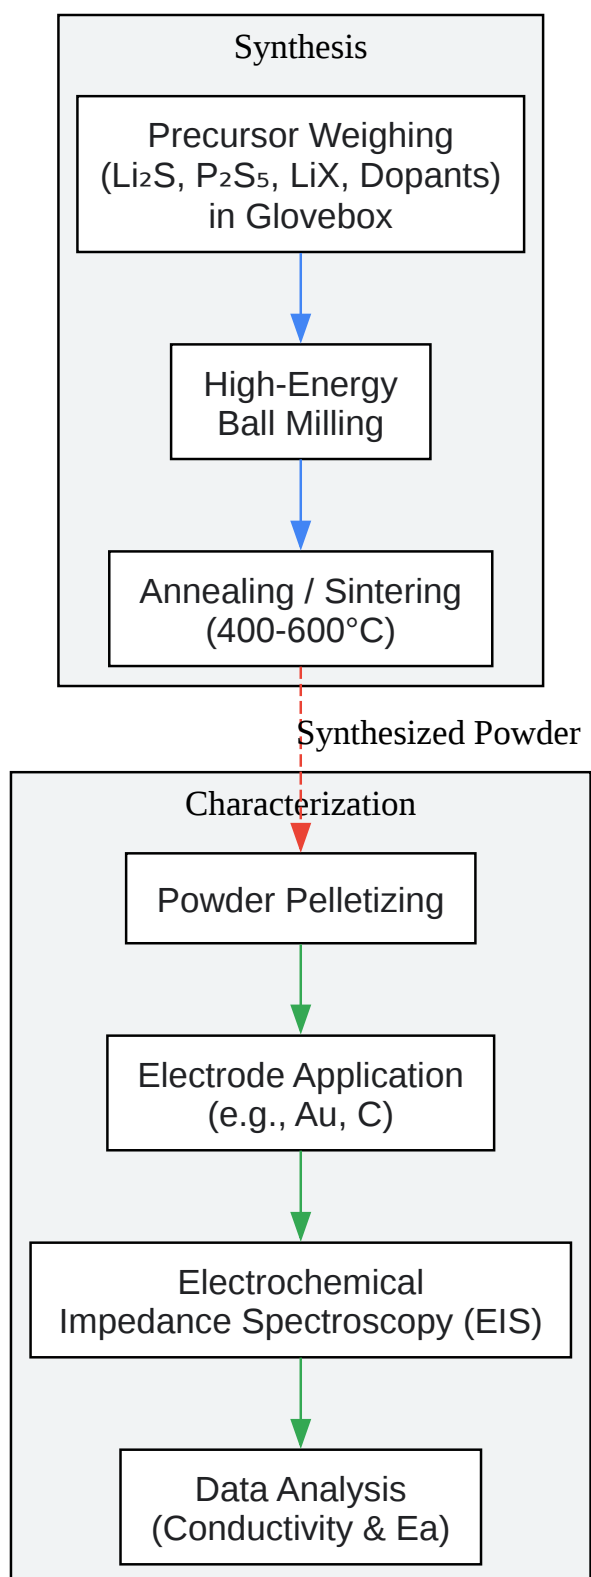 Synthesis
Precursor Weighing
(Li₂S, P₂S₅, LiX, Dopants)
in Glovebox
High-Energy
Ball Milling
Annealing / Sintering
(400-600°C)
Synthesized Powder
Characterization
Powder Pelletizing
Electrode Application
(e.g., Au, C)
Electrochemical
Impedance Spectroscopy (EIS)
Data Analysis
(Conductivity & Ea)